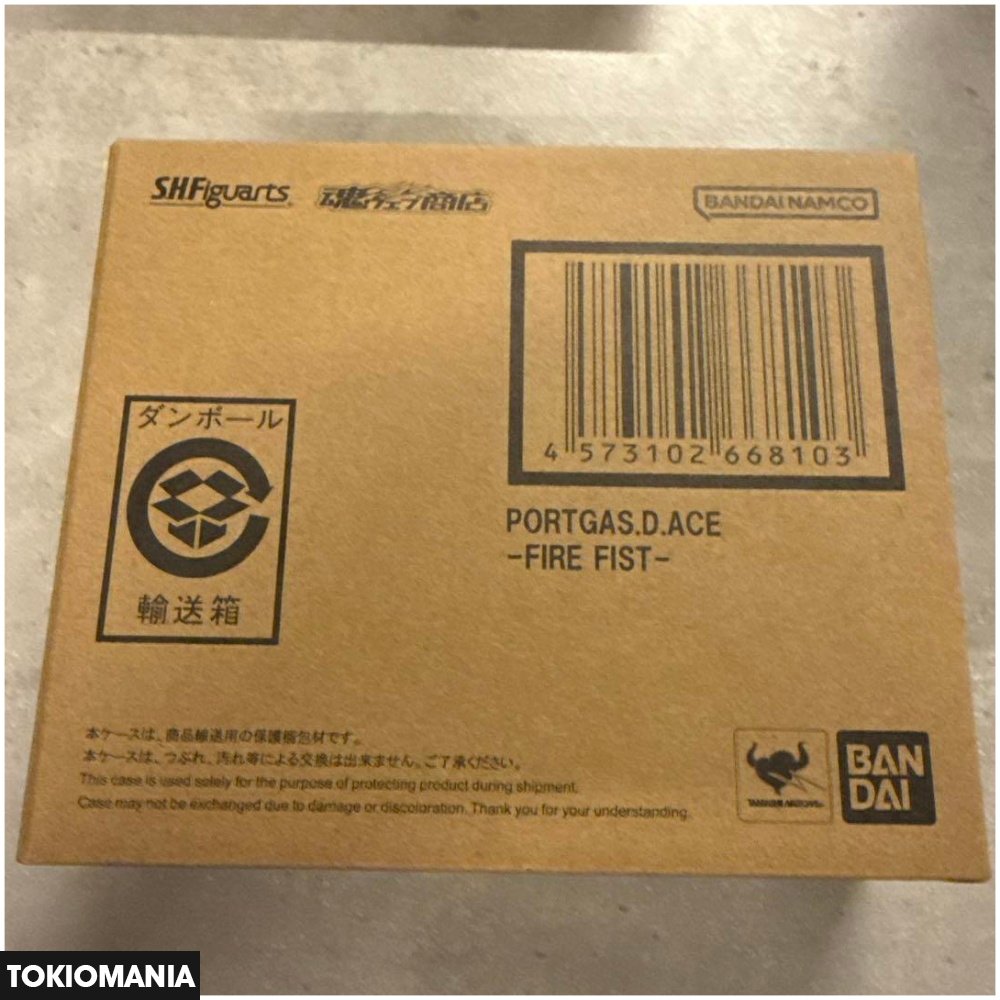 S.H.Figuarts
魂ウェブ商店
BANDAI NAMCO
4 573102 668103
PORTGAS.D.ACE
-FIRE FIST-
ダンボール
輸送箱
本ケースは、商品輸送用の保護梱包材です。
本ケースは、つぶれ、汚れ等による交換は出来ません。ご了承ください。
This case is used solely for the purpose of protecting product during shipment.
Case may not be exchanged due to damage or discoloration. Thank you for your understanding.
TAMASHII NATIONS
BAN
DAI
TOKIOMANIA